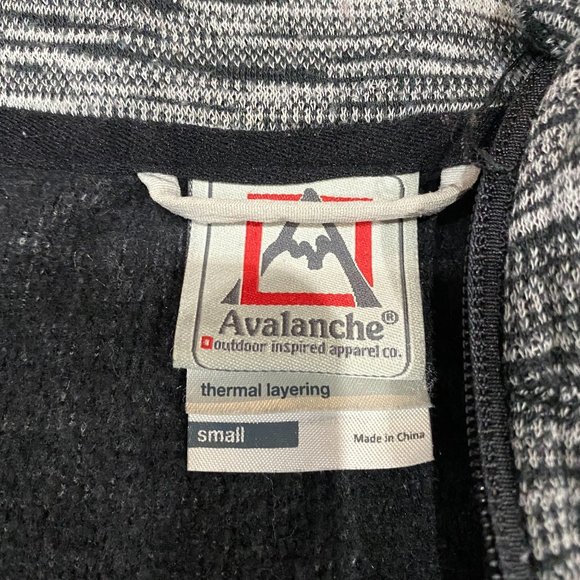 Avalanche®
outdoor inspired apparel co.
thermal layering
small
Made in China